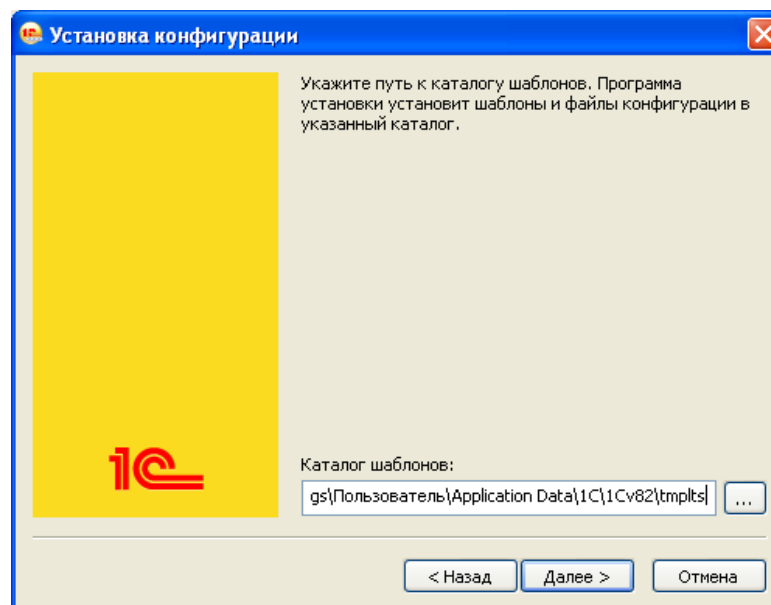 Установка конфигурации
Укажите путь к каталогу шаблонов. Программа
установки установит шаблоны и файлы конфигурации в
указанный каталог.
1С
Каталог шаблонов:
gs\Пользователь\Application Data\1C\1Cv82\tmplts
...
< Назад
Далее >
Отмена